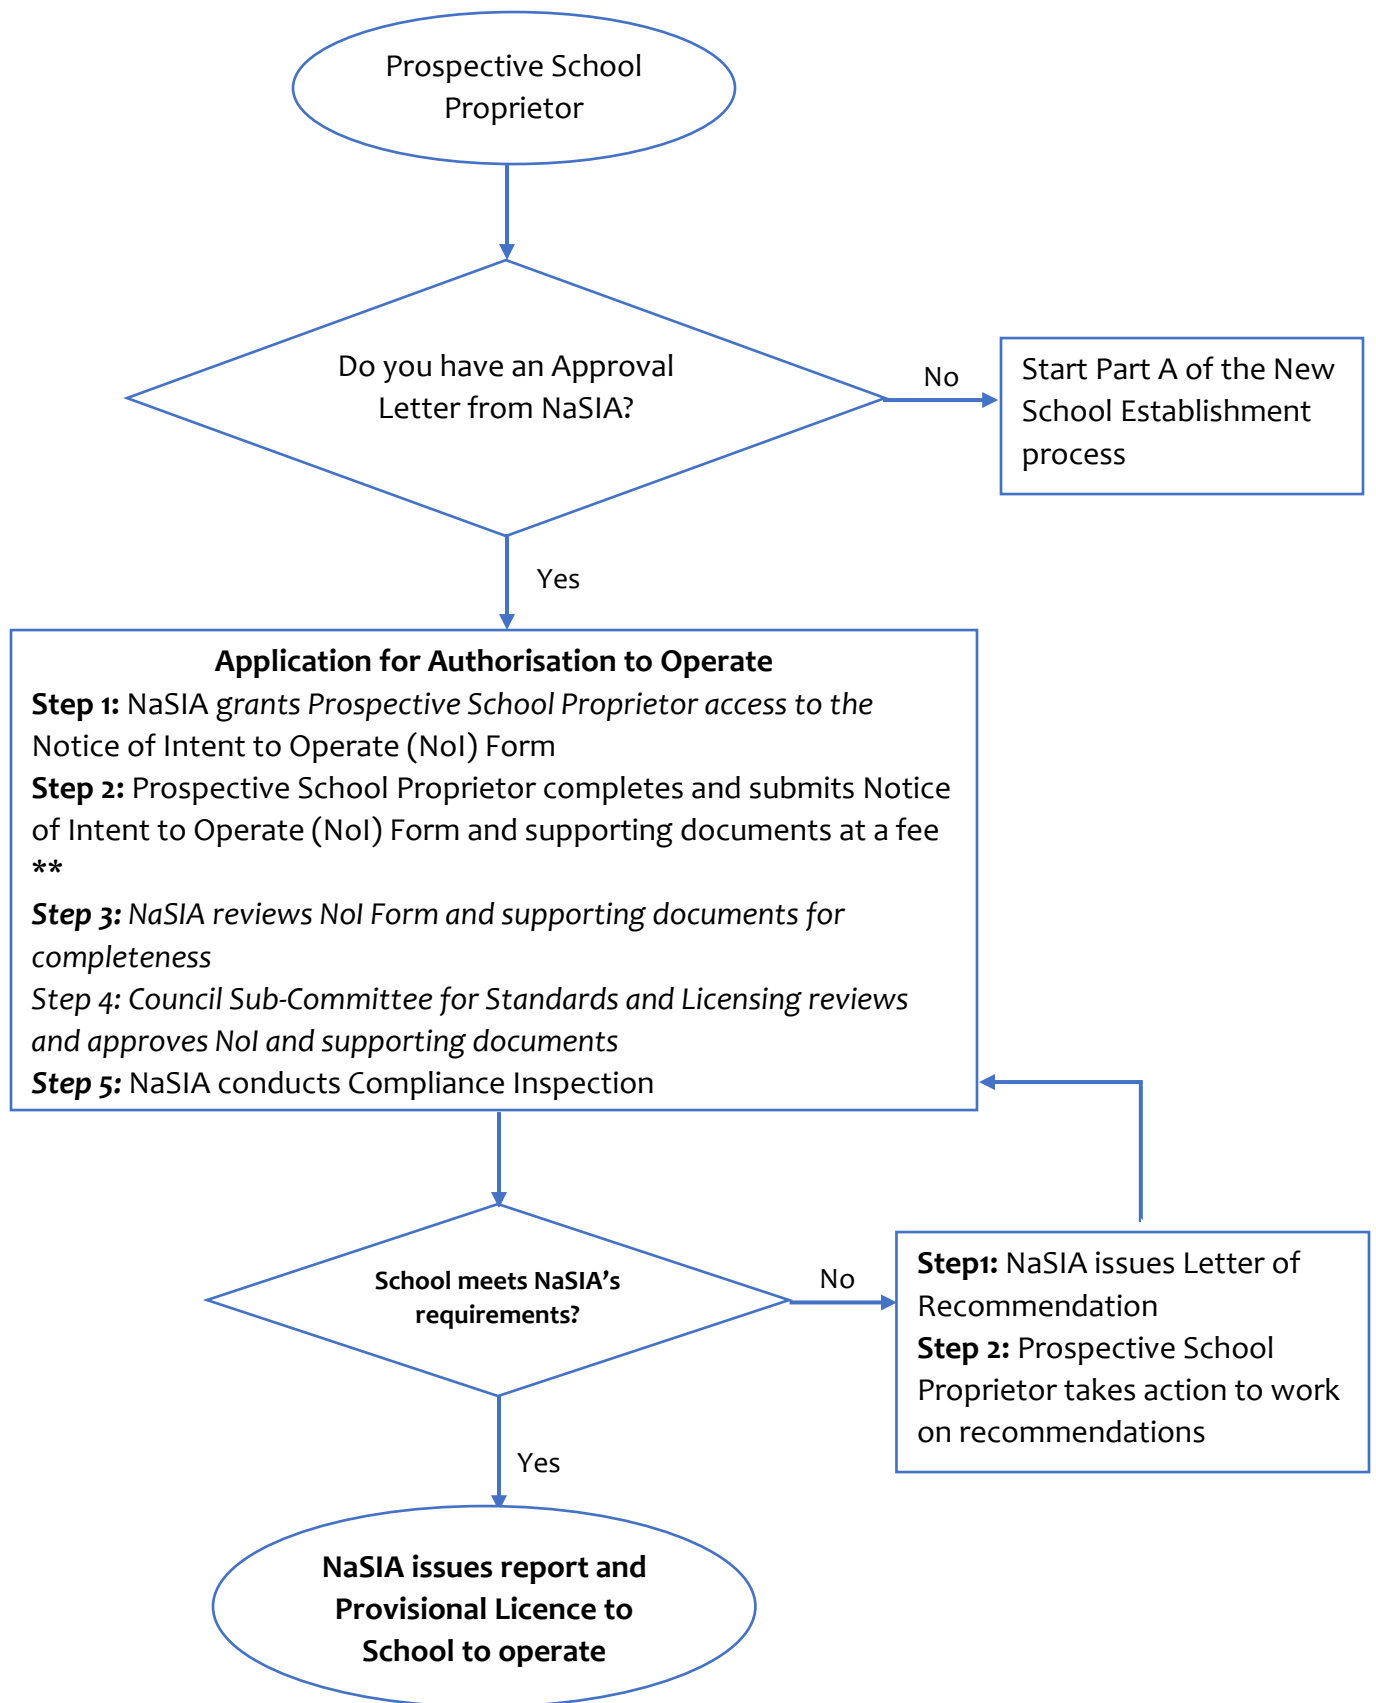 Prospective School
Proprietor
Do you have an Approval
Letter from NaSIA?
No
Start Part A of the New
School Establishment
process
Yes
Application for Authorisation to Operate
Step 1: NaSIA grants Prospective School Proprietor access to the
Notice of Intent to Operate (NoI) Form
Step 2: Prospective School Proprietor completes and submits Notice
of Intent to Operate (NoI) Form and supporting documents at a fee
**
Step 3: NaSIA reviews NoI Form and supporting documents for
completeness
Step 4: Council Sub-Committee for Standards and Licensing reviews
and approves NoI and supporting documents
Step 5: NaSIA conducts Compliance Inspection
School meets NaSIA’s
requirements?
No
Step1: NaSIA issues Letter of
Recommendation
Step 2: Prospective School
Proprietor takes action to work
on recommendations
Yes
NaSIA issues report and
Provisional Licence to
School to operate